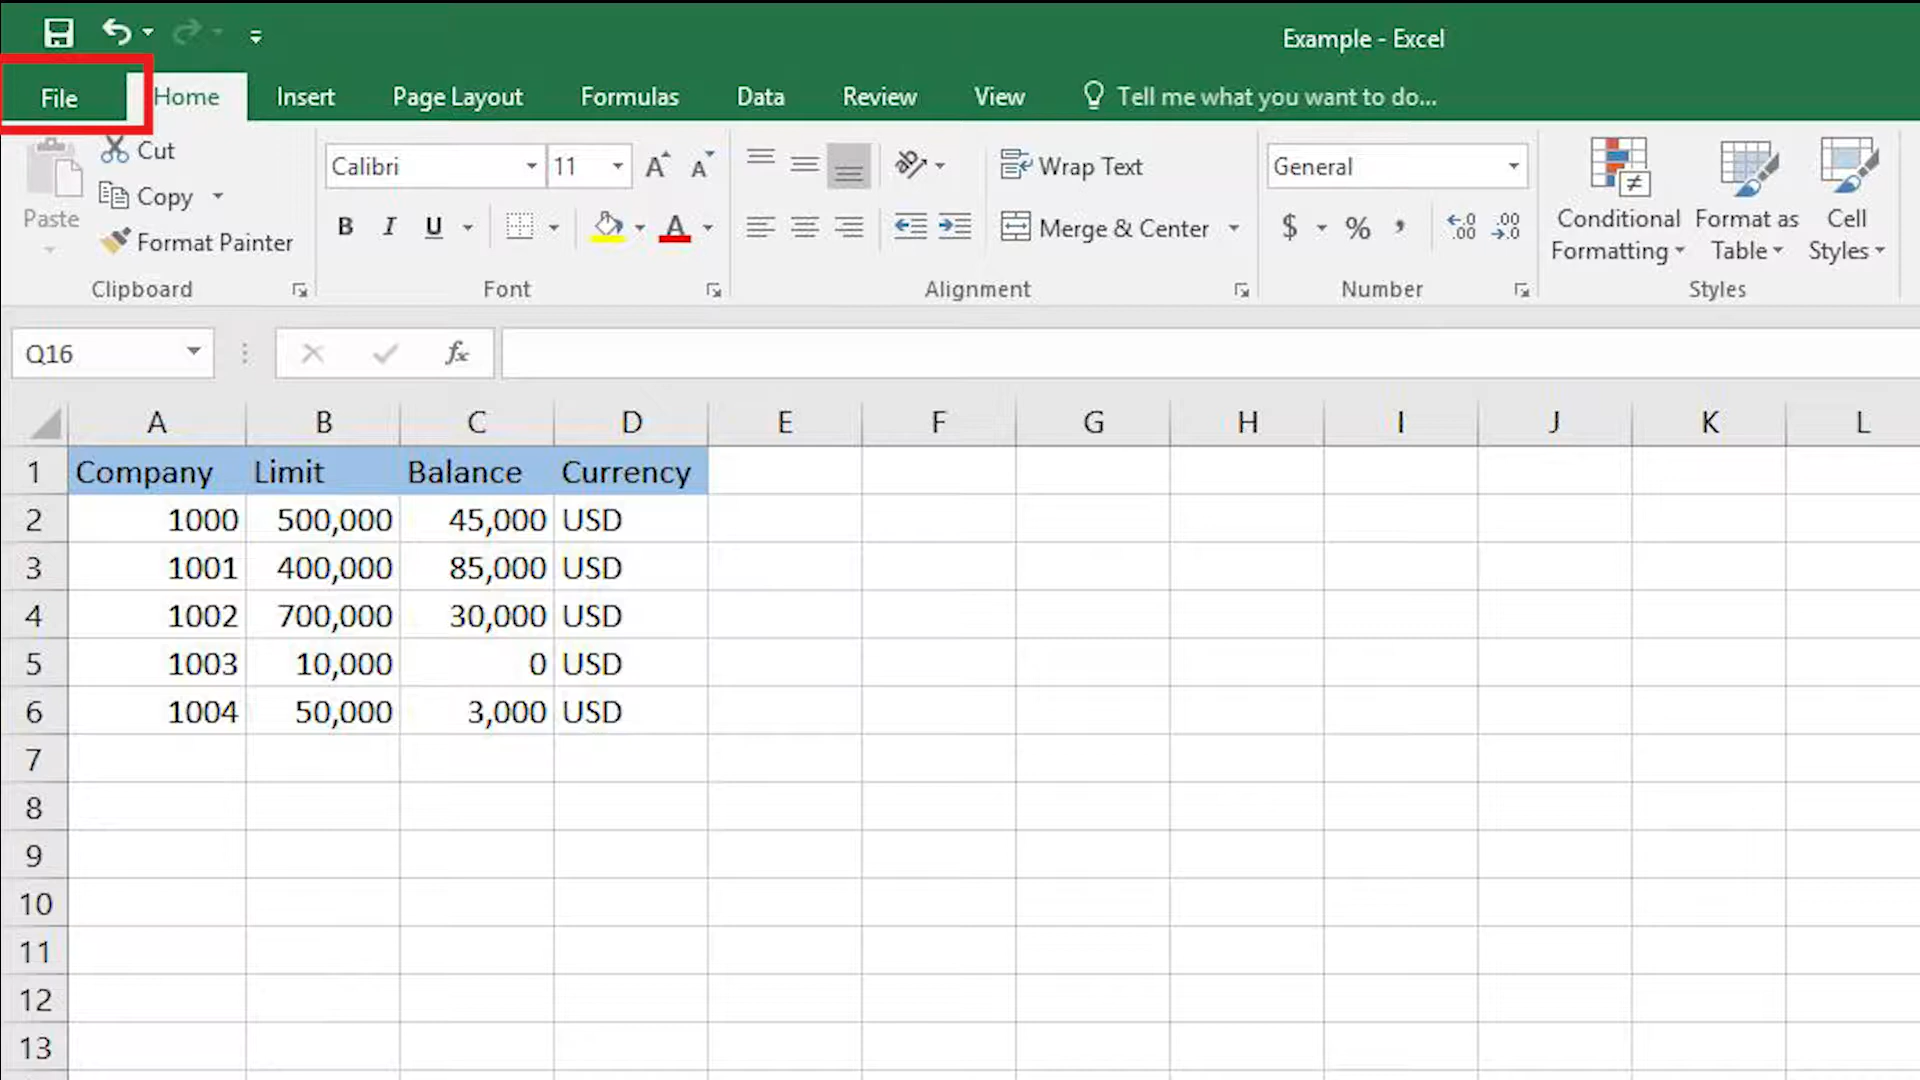 Example - Excel
File Home Insert Page Layout Formulas Data Review View Tell me what you want to do...
Paste
Cut
Copy
Format Painter
Clipboard
Calibri 11
B I U
Font
Wrap Text
Merge & Center
Alignment
General
$ % ,
Number
Conditional Formatting
Format as Table
Cell Styles
Styles
Q16 fx
A B C D E F G H I J K L
1 Company Limit Balance Currency
2 1000 500,000 45,000 USD
3 1001 400,000 85,000 USD
4 1002 700,000 30,000 USD
5 1003 10,000 0 USD
6 1004 50,000 3,000 USD
7
8
9
10
11
12
13